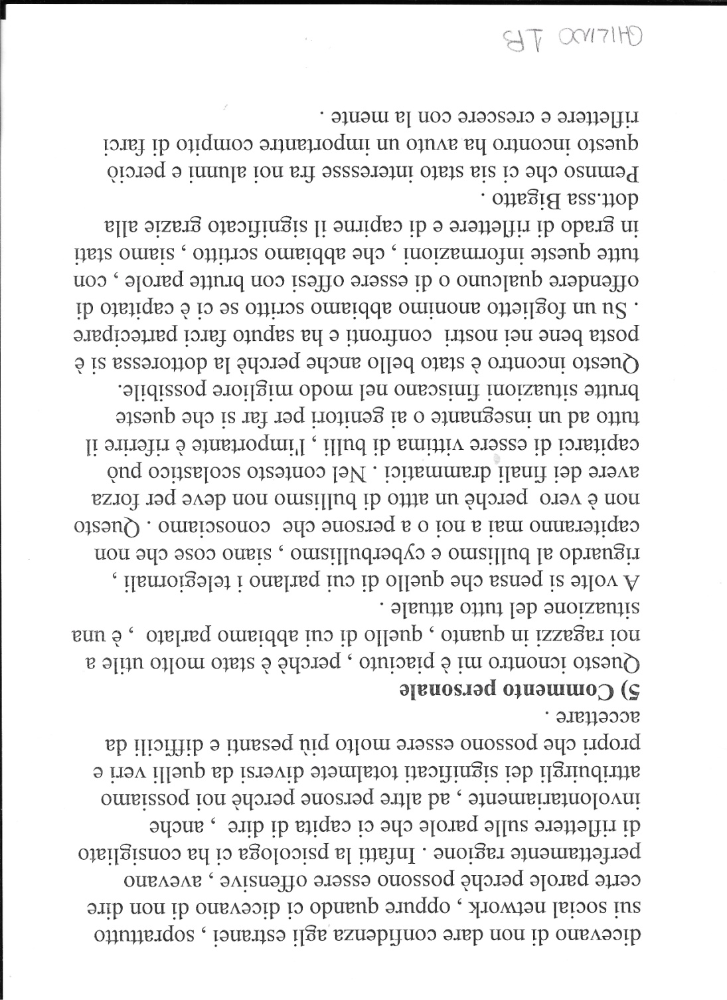 dicevano di non dare confidenza agli estranei , soprattutto
sui social network , oppure quando ci dicevano di non dire
certe parole perchè possono essere offensive , avevano
perfettamente ragione . Infatti la psicologa ci ha consigliato
di riflettere sulle parole che ci capita di dire , anche
involontariamente , ad altre persone perchè noi possiamo
attribuirgli dei significati totalmete diversi da quelli veri e
propri che possono essere molto più pesanti e difficili da
accettare .
5) Commento personale
Questo icnontro mi è piaciuto , perchè è stato molto utile a
noi ragazzi in quanto , quello di cui abbiamo parlato , è una
situazione del tutto attuale .
A volte si pensa che quello di cui parlano i telegiornali ,
riguardo al bullismo e cyberbullismo , siano cose che non
capiteranno mai a noi o a persone che conosciamo . Questo
non è vero perchè un attto di bullismo non deve per forza
avere dei finali drammatici . Nel contesto scolastico può
capitarci di essere vittima di bulli , l'importante è riferire il
tutto ad un insegnante o ai genitori per far si che queste
brutte situazioni finiscano nel modo migliore possibile.
Questo incontro è stato bello anche perchè la dottoressa si è
posta bene nei nostri confronti e ha saputo farci partecipare
. Su un foglietto anonimo abbiamo scritto se ci è capitato di
offendere qualcuno o di essere offesi con brutte parole , con
tutte queste informazioni , che abbiamo scrtitto , siamo stati
in grado di riflettere e di capirne il significato grazie alla
dott.ssa Bigatto .
Pemnso che ci sia stato interessse fra noi alunni e perciò
questo incontro ha avuto un importantre compito di farci
riflettere e crescere con la mente .
1B